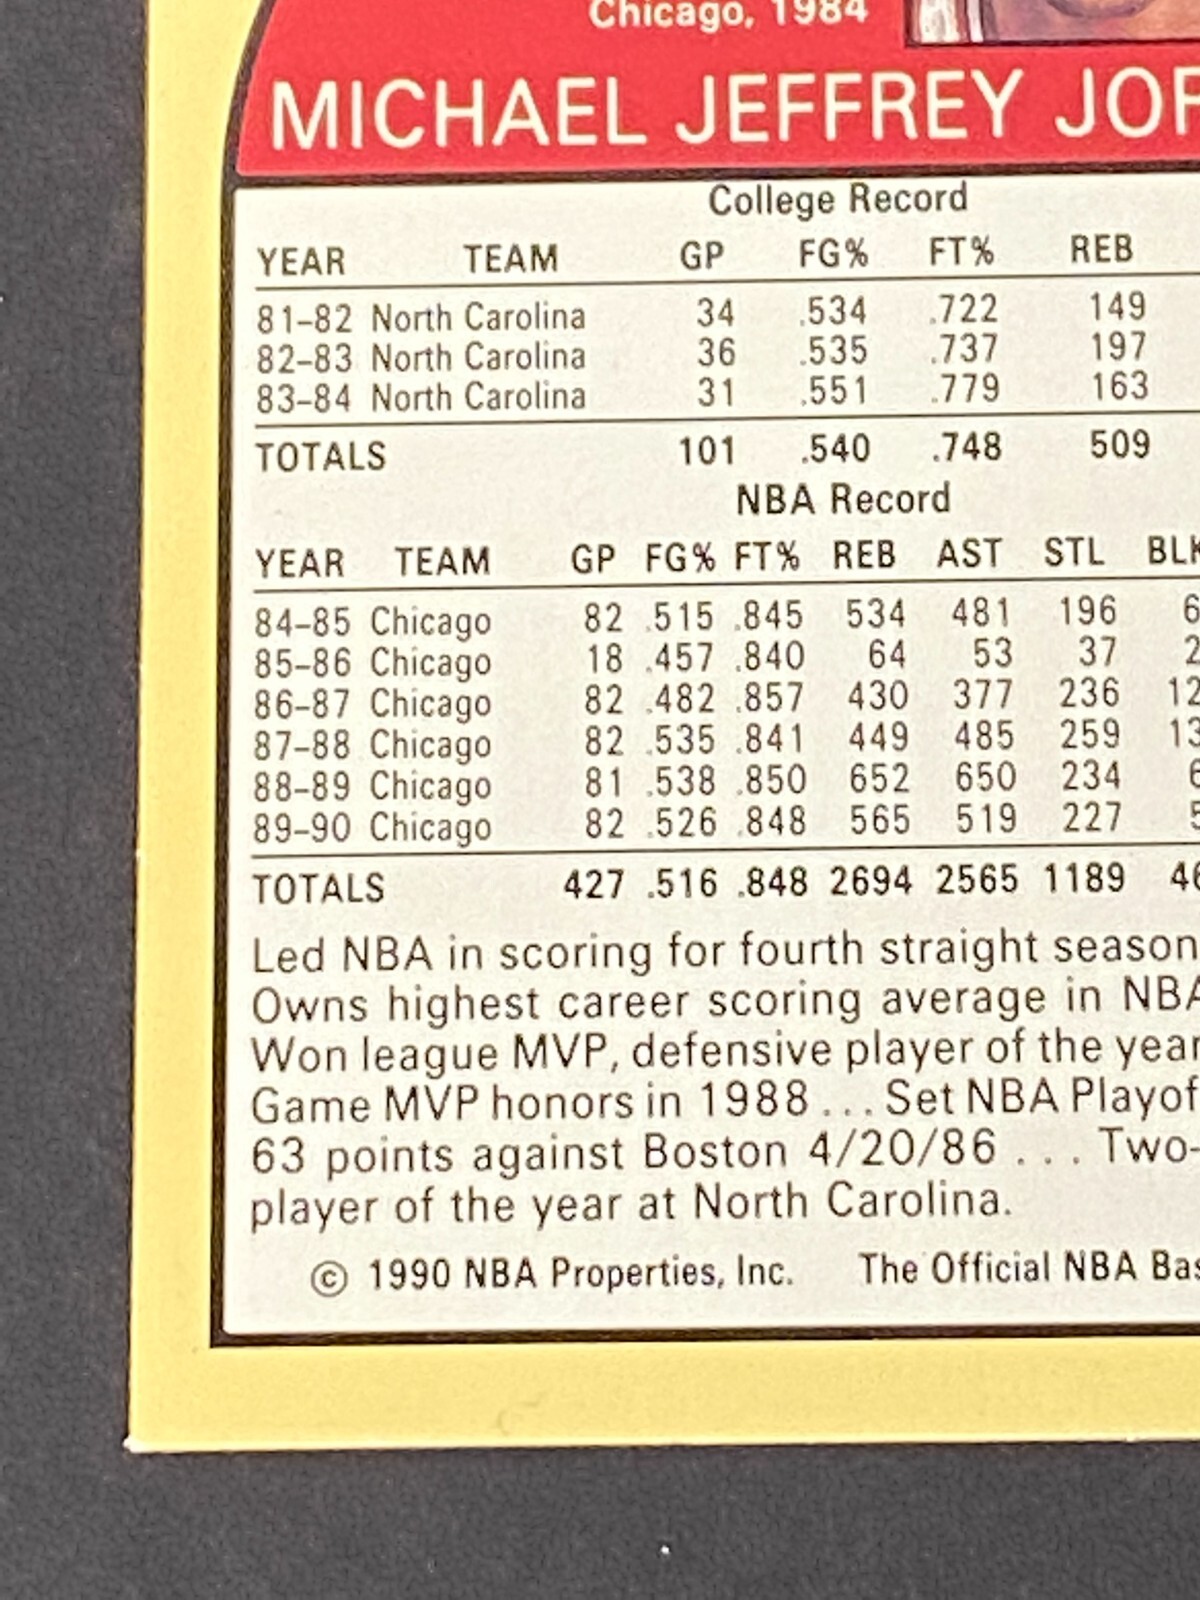 Chicago, 1984
MICHAEL JEFFREY
College Record
YEAR TEAM GP FG% FT% REB
81–82 North Carolina 34 .534 .722 149
82–83 North Carolina 36 .535 .737 197
83–84 North Carolina 31 .551 .779 163
TOTALS 101 .540 .748 509
NBA Record
YEAR TEAM GP FG% FT% REB AST STL BLK
84–85 Chicago 82 .515 .845 534 481 196
85–86 Chicago 18 .457 .840 64 53 37
86–87 Chicago 82 .482 .857 430 377 236
87–88 Chicago 82 .535 .841 449 485 259
88–89 Chicago 81 .538 .850 652 650 234
89–90 Chicago 82 .526 .848 565 519 227
TOTALS 427 .516 .848 2694 2565 1189
Led NBA in scoring for fourth straight season
Owns highest career scoring average in NBA
Won league MVP, defensive player of the year
Game MVP honors in 1988 ... Set NBA
63 points against Boston 4/20/86 ... Two-
player of the year at North Carolina.
© 1990 NBA Properties, Inc. The Official NBA